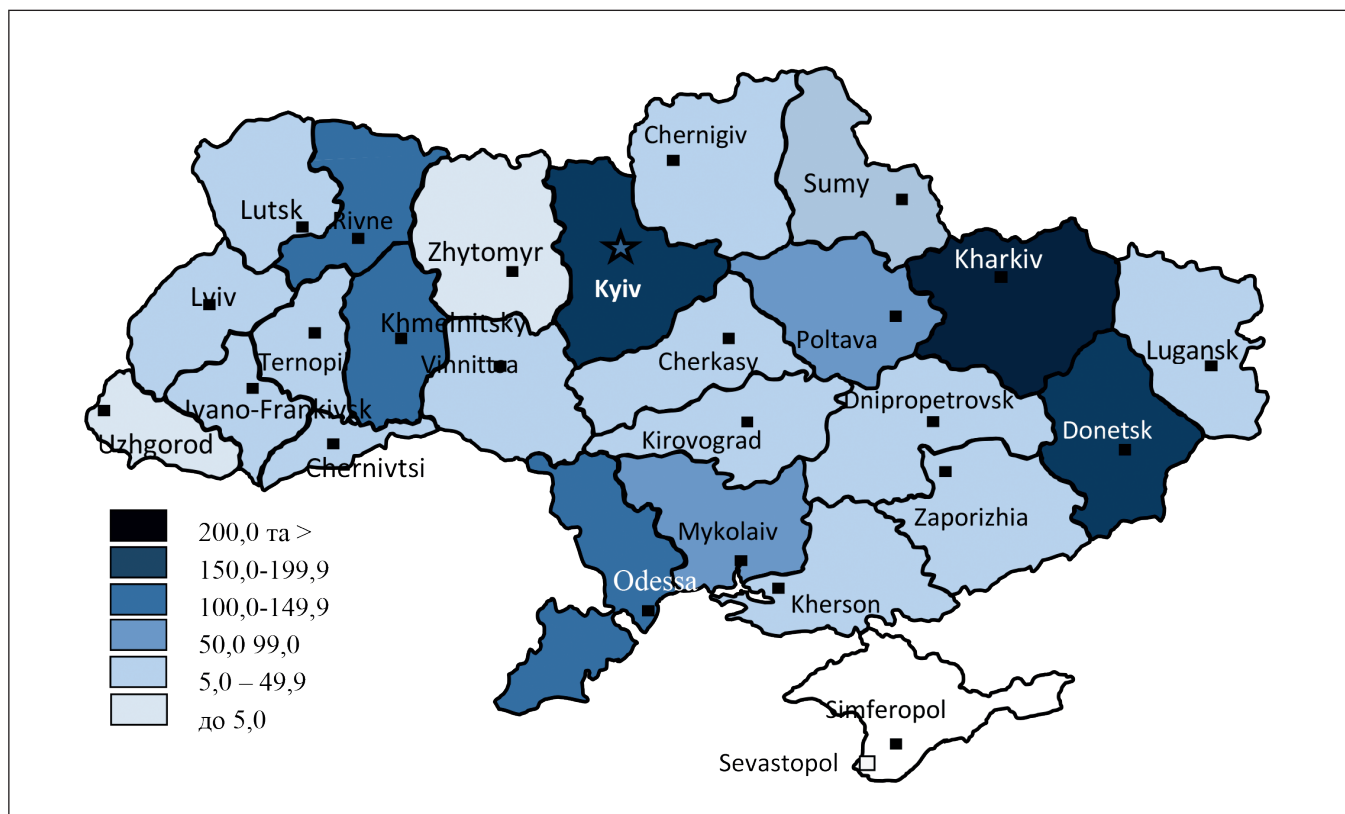 Chernigiv
Sumy
Lutsk
Rivne
Zhytomyr
Kyiv
Kharkiv
Lviv
Khmelnitsky
Ternopil
Vinnittsa
Cherkasy
Poltava
Lugansk
Ivano-Frankivsk
Uzhgorod
Chernivtsi
Kirovograd
Dnipropetrovsk
Donetsk
Mykolaiv
Zaporizhia
Odessa
Kherson
Simferopol
Sevastopol
200,0 та >
150,0-199,9
100,0-149,9
50,0 99,0
5,0 – 49,9
до 5,0